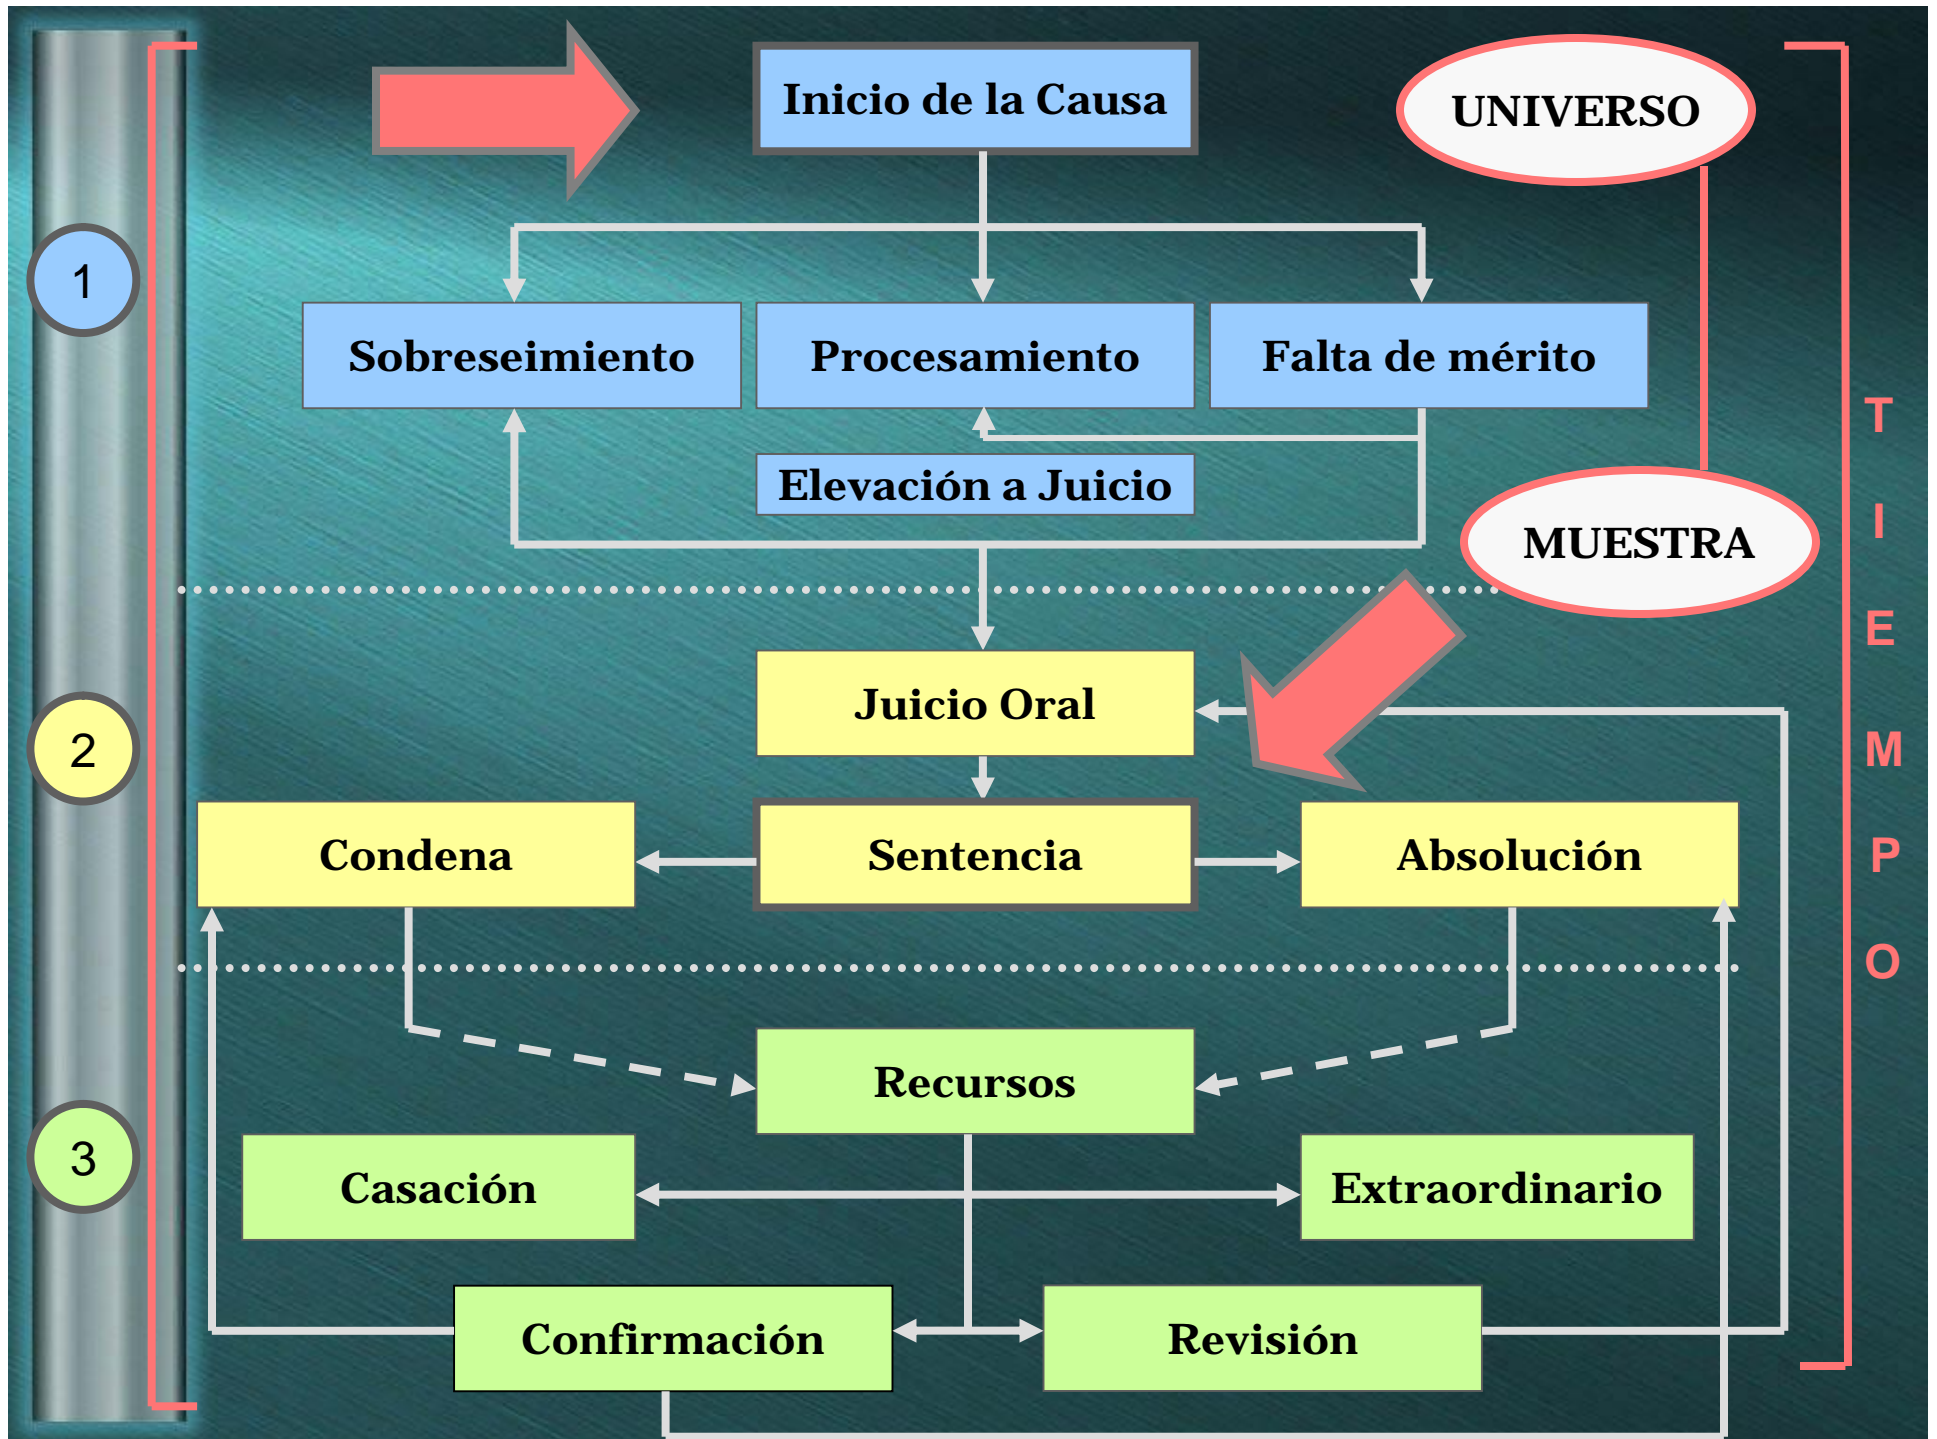 Inicio de la Causa
UNIVERSO
1
Sobreseimiento
Procesamiento
Falta de mérito
Elevación a Juicio
MUESTRA
T
I
E
M
P
O
Juicio Oral
2
Condena
Sentencia
Absolución
Recursos
3
Casación
Extraordinario
Confirmación
Revisión